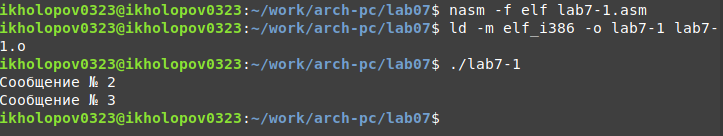 ikholopov0323@ikholopov0323:~/work/arch-pc/lab07$ nasm -f elf lab7-1.asm
ikholopov0323@ikholopov0323:~/work/arch-pc/lab07$ ld -m elf_i386 -o lab7-1 lab7-
1.o
ikholopov0323@ikholopov0323:~/work/arch-pc/lab07$ ./lab7-1
Сообщение № 2
Сообщение № 3
ikholopov0323@ikholopov0323:~/work/arch-pc/lab07$